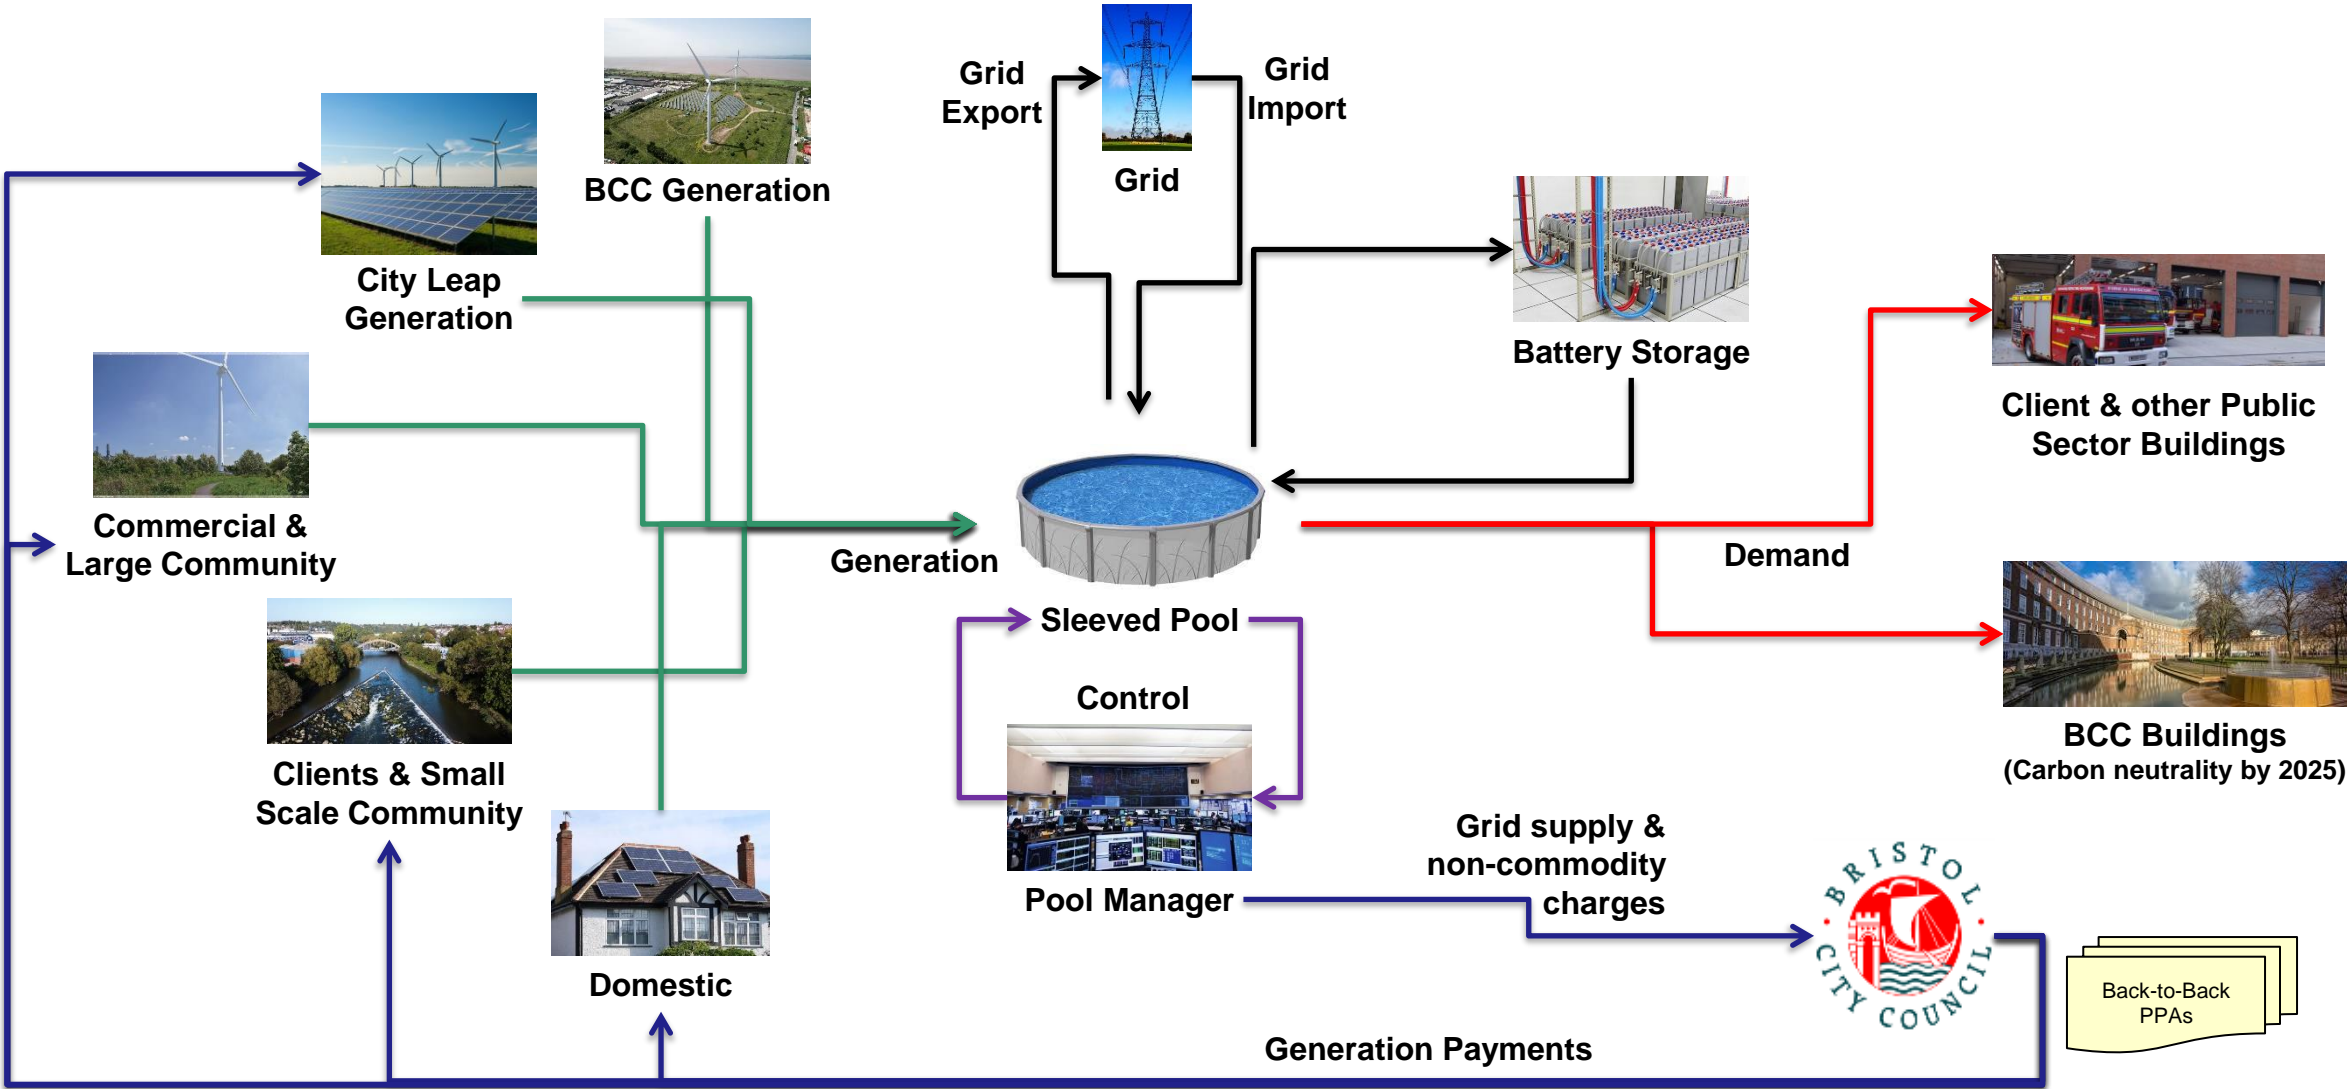 Grid
Export
Grid
Import
Grid
BCC Generation
City Leap
Generation
Battery Storage
Client & other Public
Sector Buildings
Commercial &
Large Community
Generation
Demand
Sleeved Pool
Control
Clients & Small
Scale Community
BCC Buildings
(Carbon neutrality by 2025)
Pool Manager
Grid supply &
non-commodity
charges
BRISTOL
CITY COUNCIL
Domestic
Back-to-Back
PPAs
Generation Payments